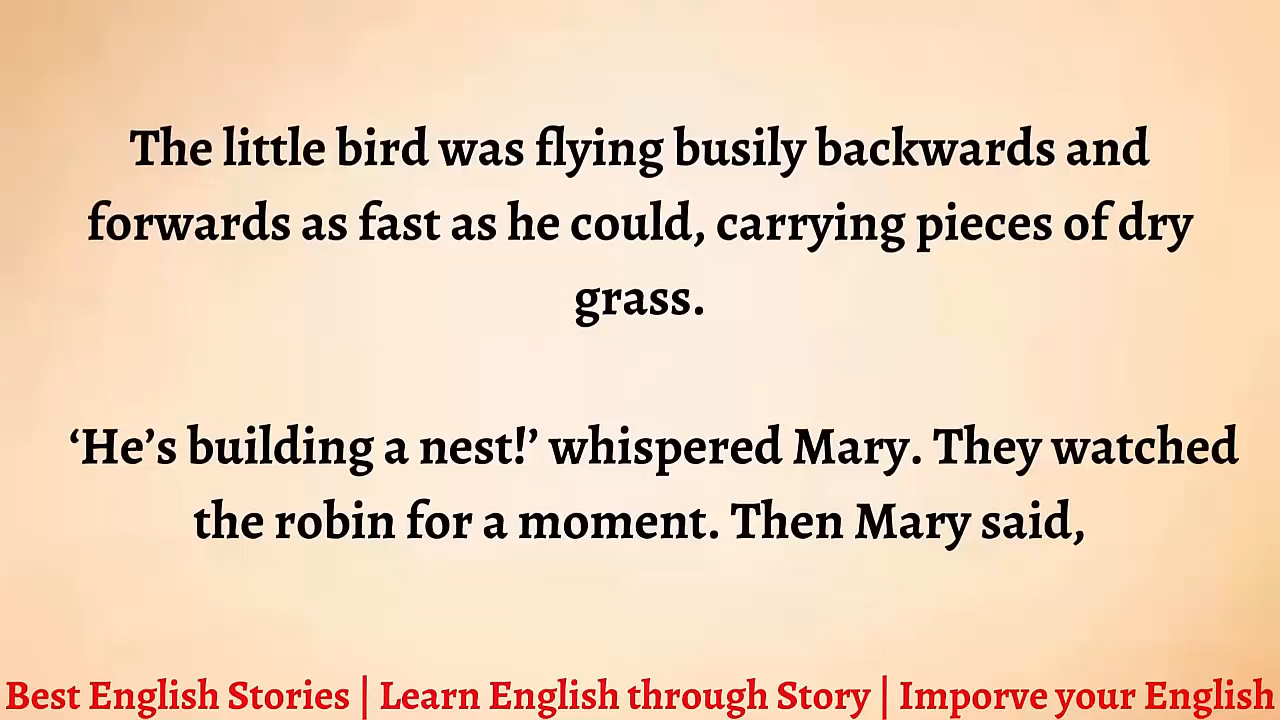 The little bird was flying busily backwards and
forwards as fast as he could, carrying pieces of dry
grass.
‘He’s building a nest!’ whispered Mary. They watched
the robin for a moment. Then Mary said,
Best English Stories | Learn English through Story | Imporve your English